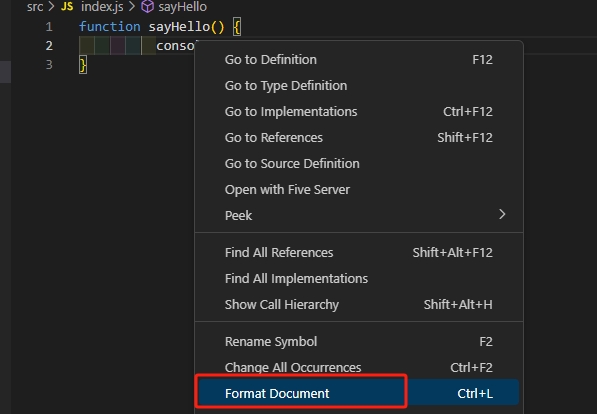 src > JS index.js > sayHello
1 function sayHello() {
2 conso
3 }
Go to Definition F12
Go to Type Definition
Go to Implementations Ctrl+F12
Go to References Shift+F12
Go to Source Definition
Open with Five Server
Peek >
Find All References Shift+Alt+F12
Find All Implementations
Show Call Hierarchy Shift+Alt+H
Rename Symbol F2
Change All Occurrences Ctrl+F2
Format Document Ctrl+L